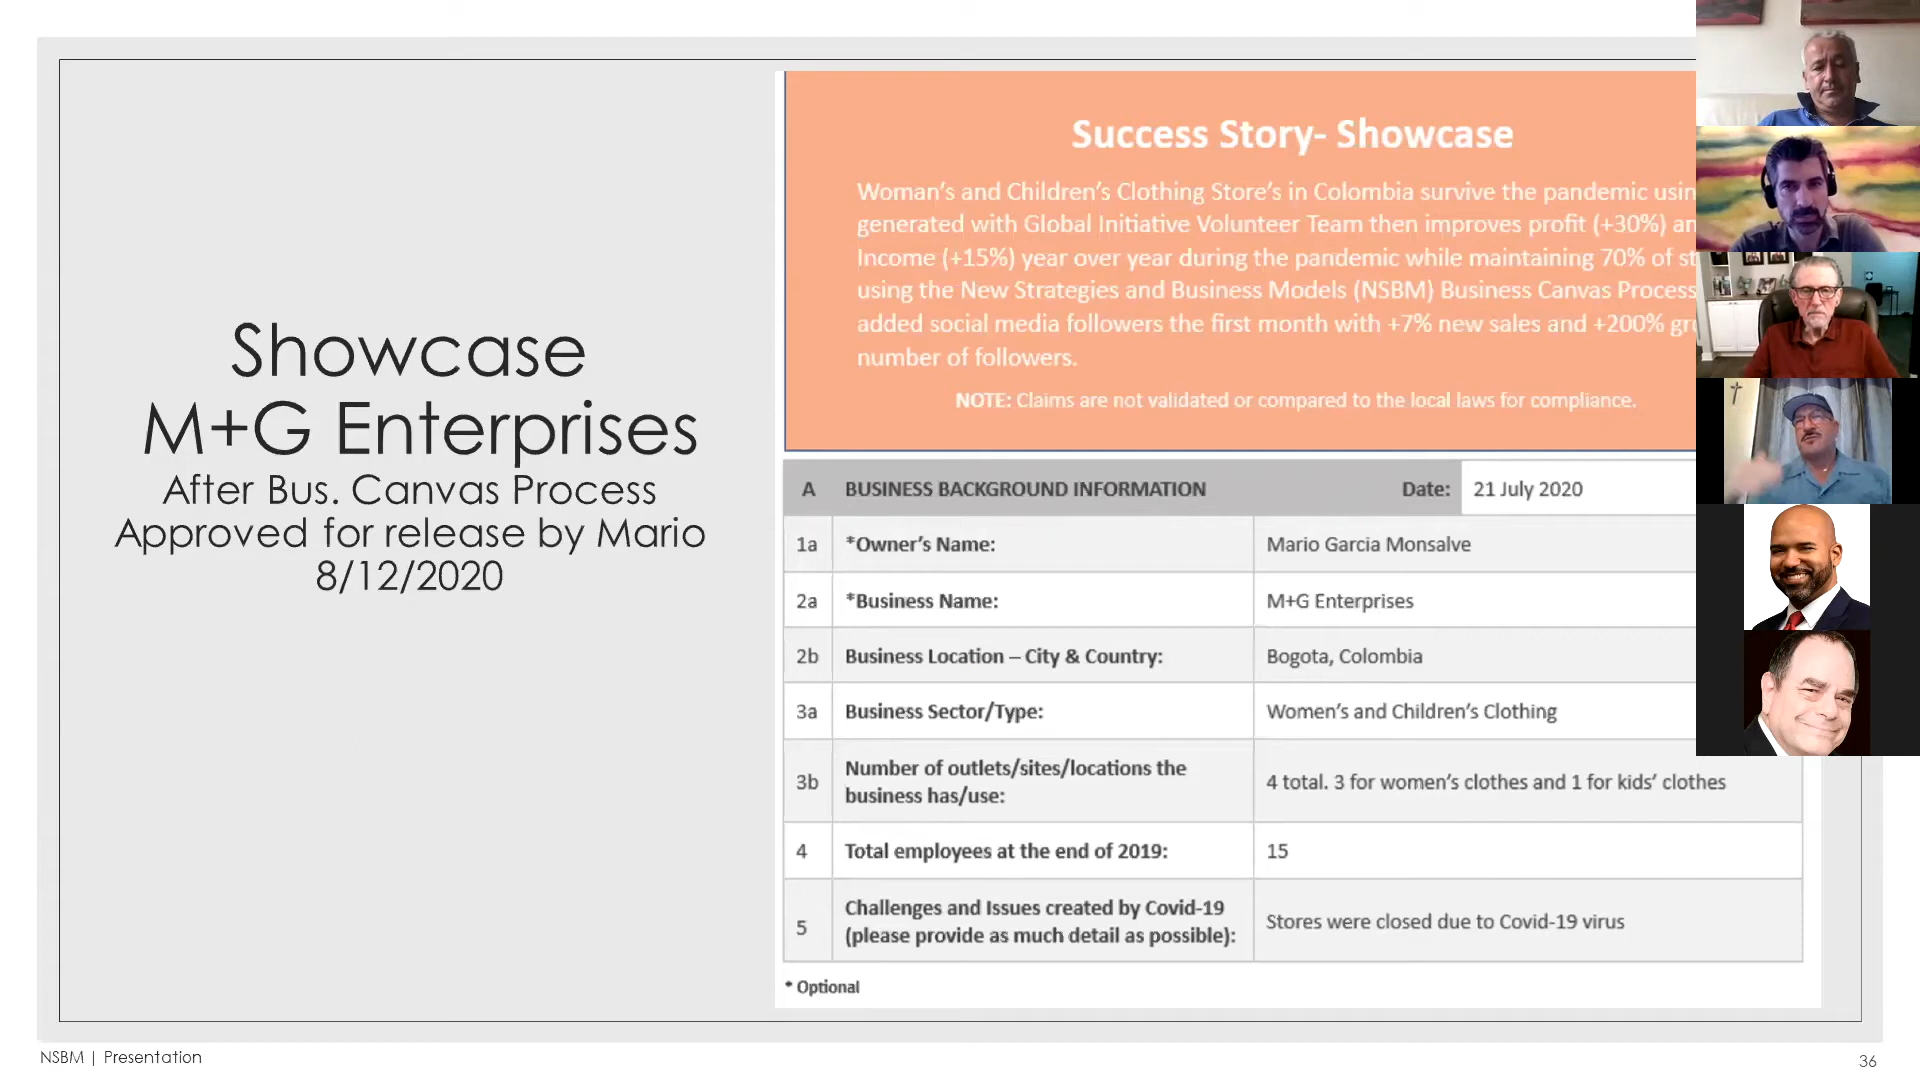 Showcase
M+G Enterprises
After Bus. Canvas Process
Approved for release by Mario
8/12/2020
Success Story- Showcase
Woman's and Children's Clothing Store's in Colombia survive the pandemic
generated with Global Initiative Volunteer Team then improves profit (+30%)
Income (+15%) year over year during the pandemic while maintaining 70% of
using the New Strategies and Business Models (NSBM) Business Canvas Process
added social media followers the first month with +7% new sales and +200%
number of followers.
NOTE: Claims are not validated or compared to the local laws for compliance.
A BUSINESS BACKGROUND INFORMATION Date: 21 July 2020
1a *Owner's Name: Mario Garcia Monsalve
2a *Business Name: M+G Enterprises
2b Business Location – City & Country: Bogota, Colombia
3a Business Sector/Type: Women's and Children's Clothing
3b Number of outlets/sites/locations the
business has/use: 4 total. 3 for women's clothes and 1 for kids' clothes
4 Total employees at the end of 2019: 15
5 Challenges and Issues created by Covid-19
(please provide as much detail as possible): Stores were closed due to Covid-19 virus
* Optional
NSBM | Presentation
36